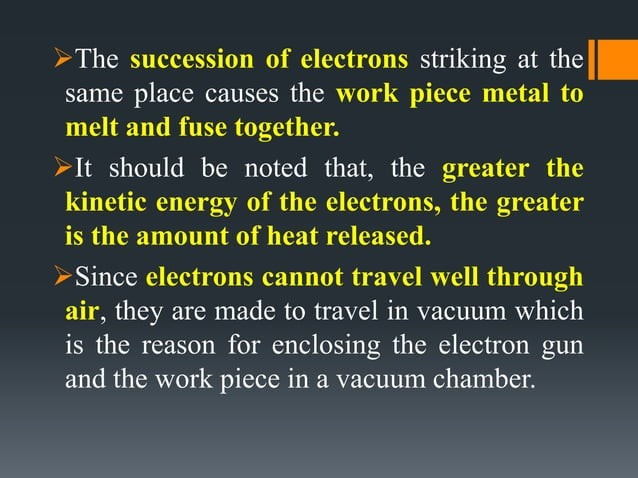 ➢The succession of electrons striking at the
same place causes the work piece metal to
melt and fuse together.
➢It should be noted that, the greater the
kinetic energy of the electrons, the greater
is the amount of heat released.
➢Since electrons cannot travel well through
air, they are made to travel in vacuum which
is the reason for enclosing the electron gun
and the work piece in a vacuum chamber.